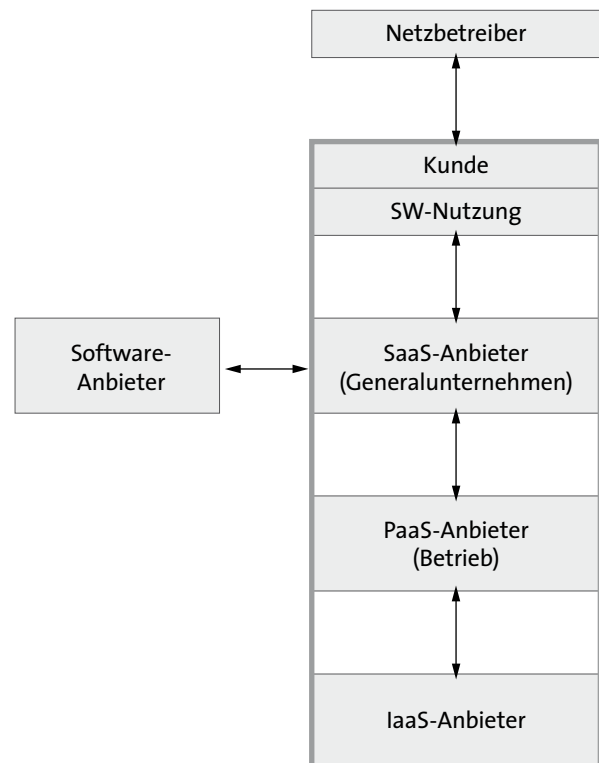 Netzbetreiber
Kunde
SW-Nutzung
Software-
Anbieter
SaaS-Anbieter
(Generalunternehmen)
PaaS-Anbieter
(Betrieb)
IaaS-Anbieter